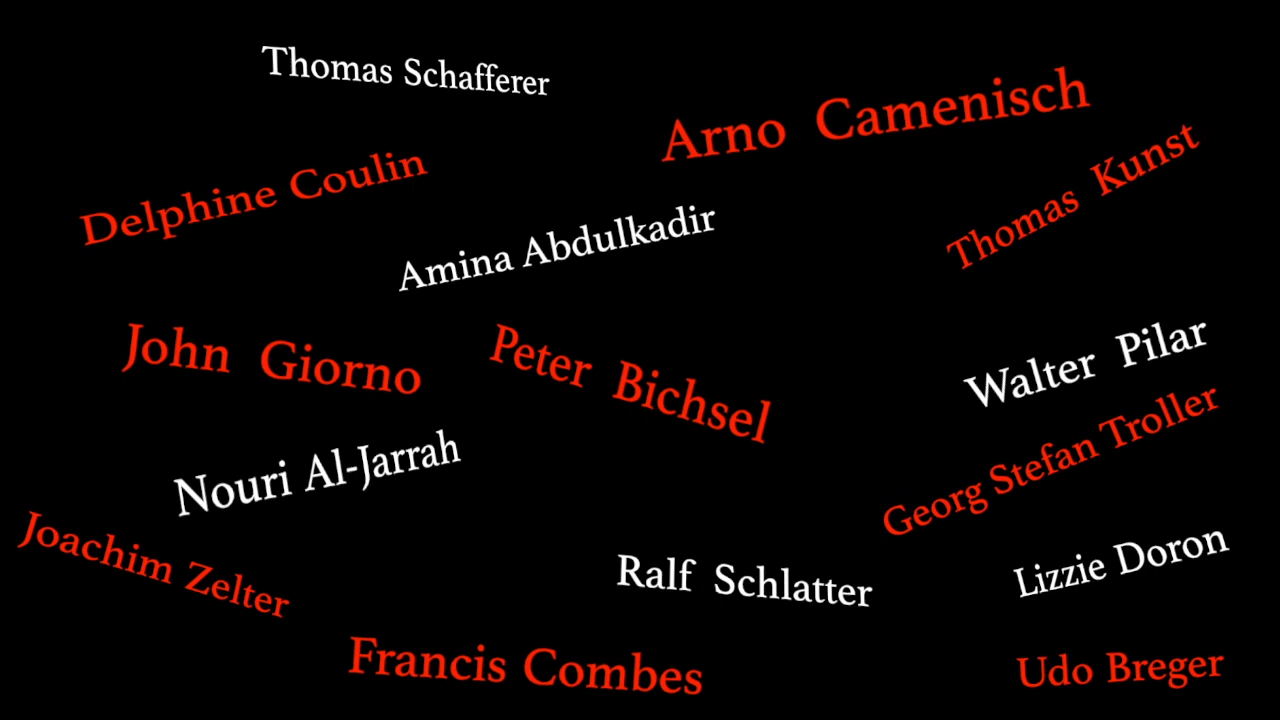 Thomas Schafferer
Arno Camenisch
Delphine Coulin
Thomas Kunst
Amina Abdulkadir
John Giorno
Peter Bichsel
Walter Pilar
Nouri Al-Jarrah
Georg Stefan Troller
Joachim Zelter
Ralf Schlatter
Lizzie Doron
Francis Combes
Udo Breger